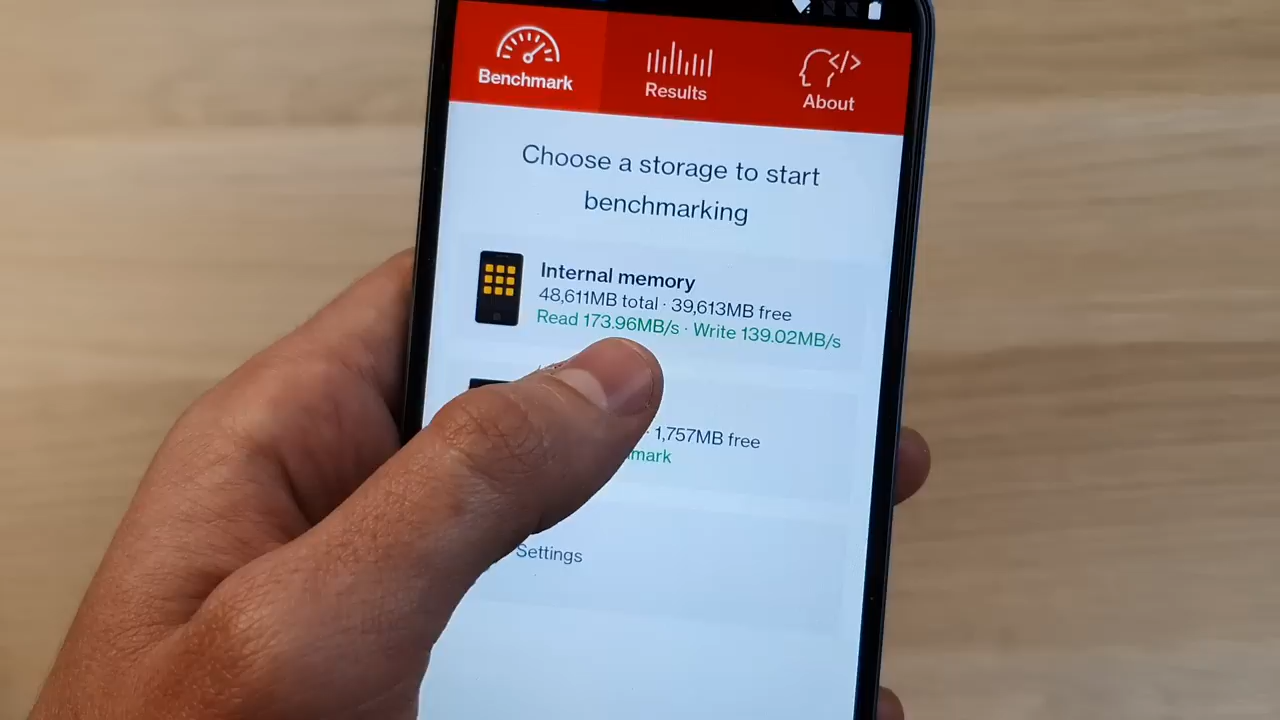 Benchmark
Results
About
Choose a storage to start
benchmarking
Internal memory
48,611MB total · 39,613MB free
Read 173.96MB/s · Write 139.02MB/s
· 1,757MB free
Settings